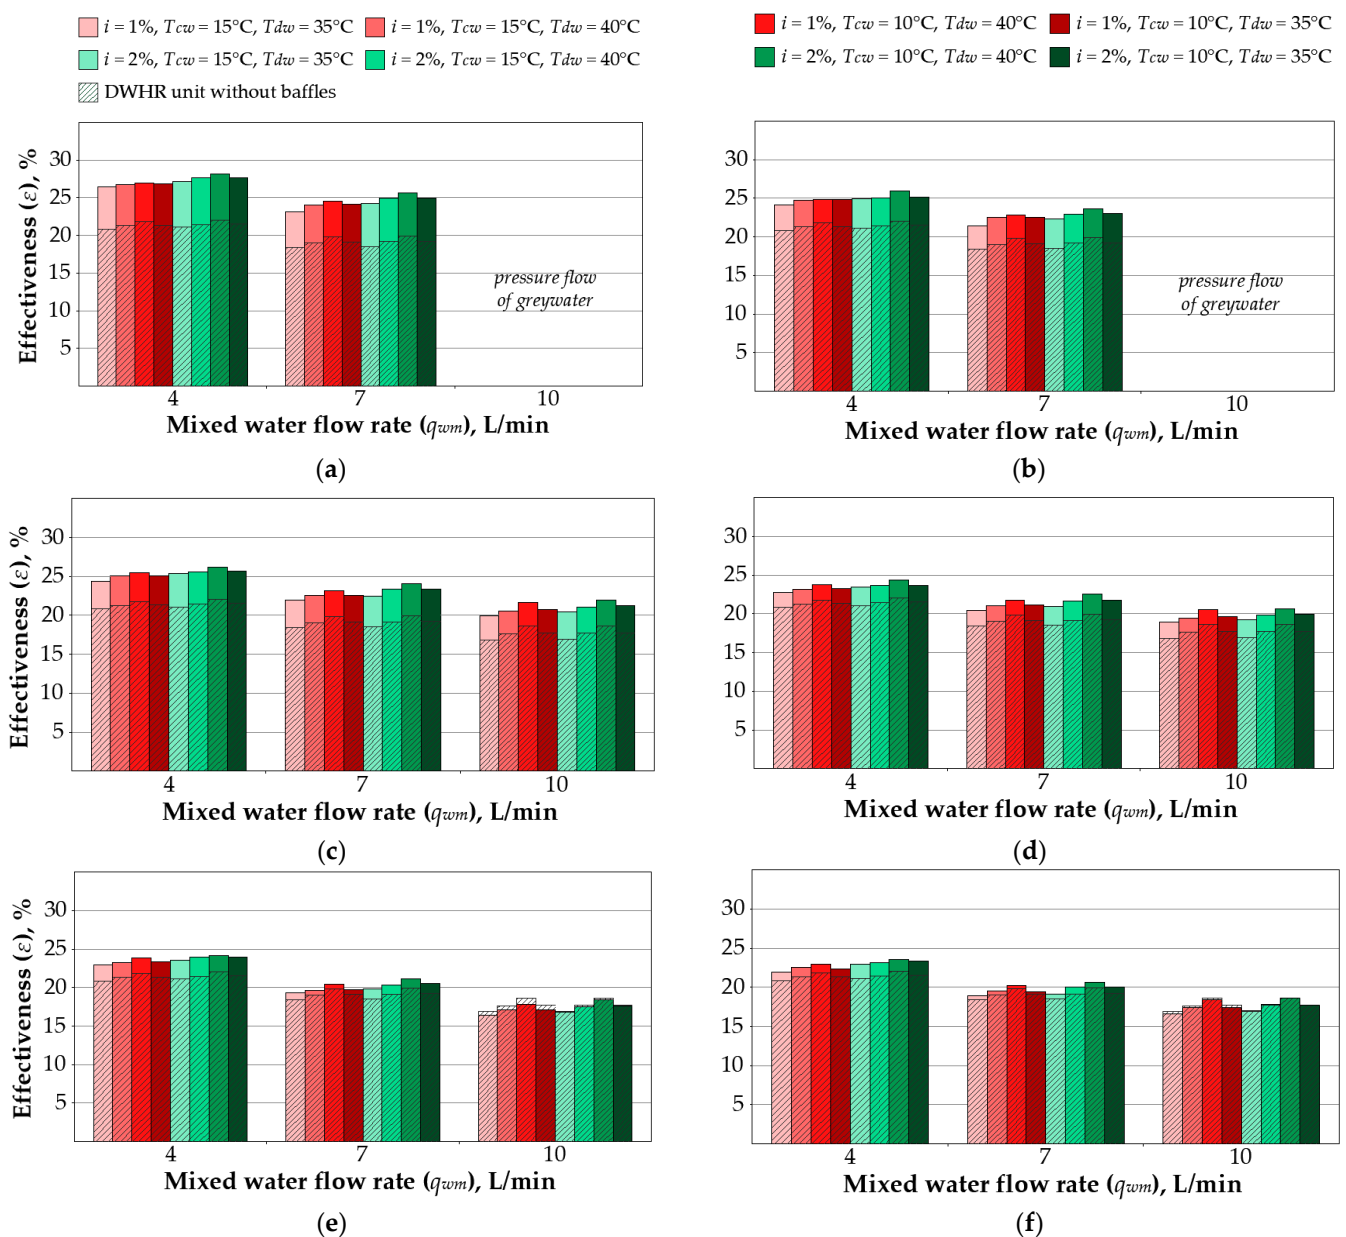 i = 1%, Tcw = 15°C, Tdw = 35°C
i = 1%, Tcw = 15°C, Tdw = 40°C
i = 2%, Tcw = 15°C, Tdw = 35°C
i = 2%, Tcw = 15°C, Tdw = 40°C
DWHR unit without baffles
i = 1%, Tcw = 10°C, Tdw = 40°C
i = 1%, Tcw = 10°C, Tdw = 35°C
i = 2%, Tcw = 10°C, Tdw = 40°C
i = 2%, Tcw = 10°C, Tdw = 35°C
Effectiveness (ε), %
30
25
20
15
10
5
pressure flow
of greywater
4 7 10
Mixed water flow rate (qwm), L/min
(a)
30
25
20
15
10
5
pressure flow
of greywater
4 7 10
Mixed water flow rate (qwm), L/min
(b)
Effectiveness (ε), %
30
25
20
15
10
5
4 7 10
Mixed water flow rate (qwm), L/min
(c)
30
25
20
15
10
5
4 7 10
Mixed water flow rate (qwm), L/min
(d)
Effectiveness (ε), %
30
25
20
15
10
5
4 7 10
Mixed water flow rate (qwm), L/min
(e)
30
25
20
15
10
5
4 7 10
Mixed water flow rate (qwm), L/min
(f)